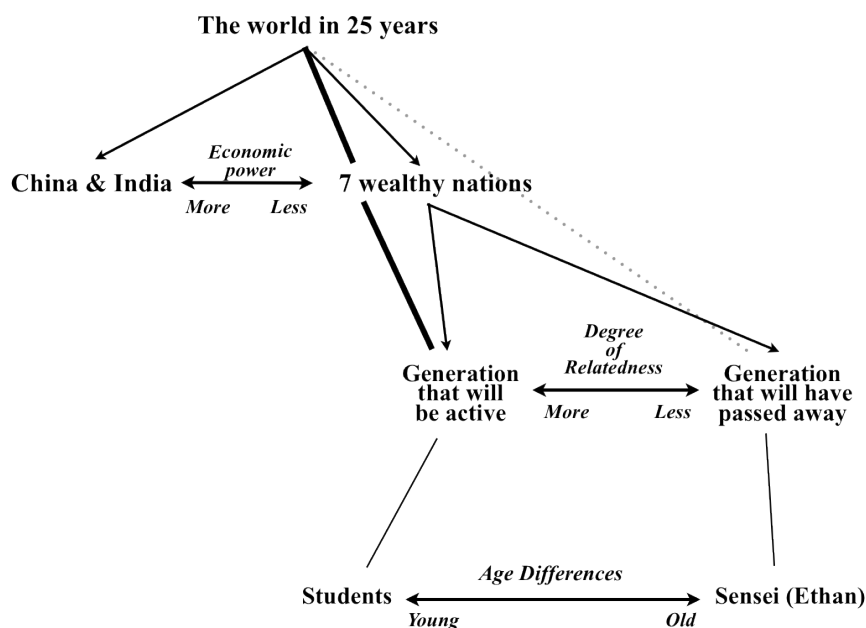 The world in 25 years
Economic
power
China & India
7 wealthy nations
More Less
Degree
of
Relatedness
Generation
that will
be active
More Less
Generation
that will have
passed away
Age Differences
Students
Sensei (Ethan)
Young Old